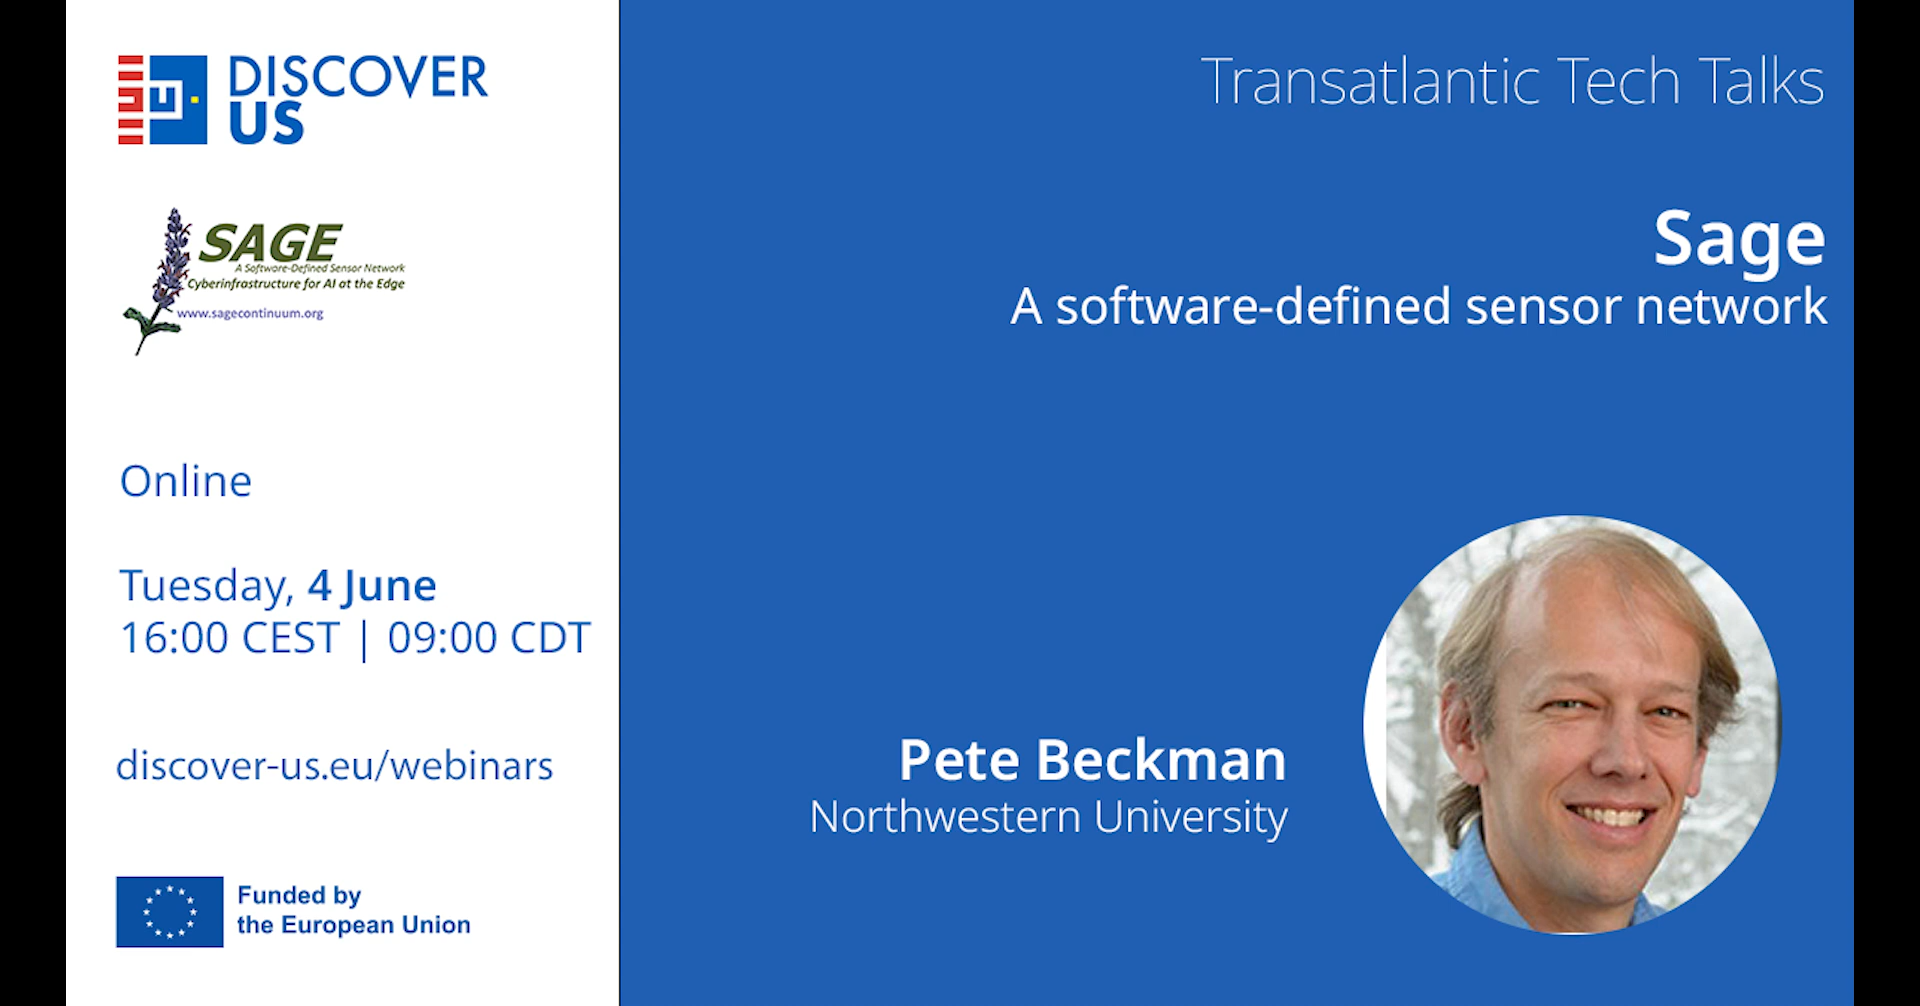 DISCOVER
US
SAGE
A Software-Defined Sensor Network
Cyberinfrastructure for AI at the Edge
www.sagecontinuum.org
Online
Tuesday, 4 June
16:00 CEST | 09:00 CDT
discover-us.eu/webinars
Funded by
the European Union
Transatlantic Tech Talks
Sage
A software-defined sensor network
Pete Beckman
Northwestern University